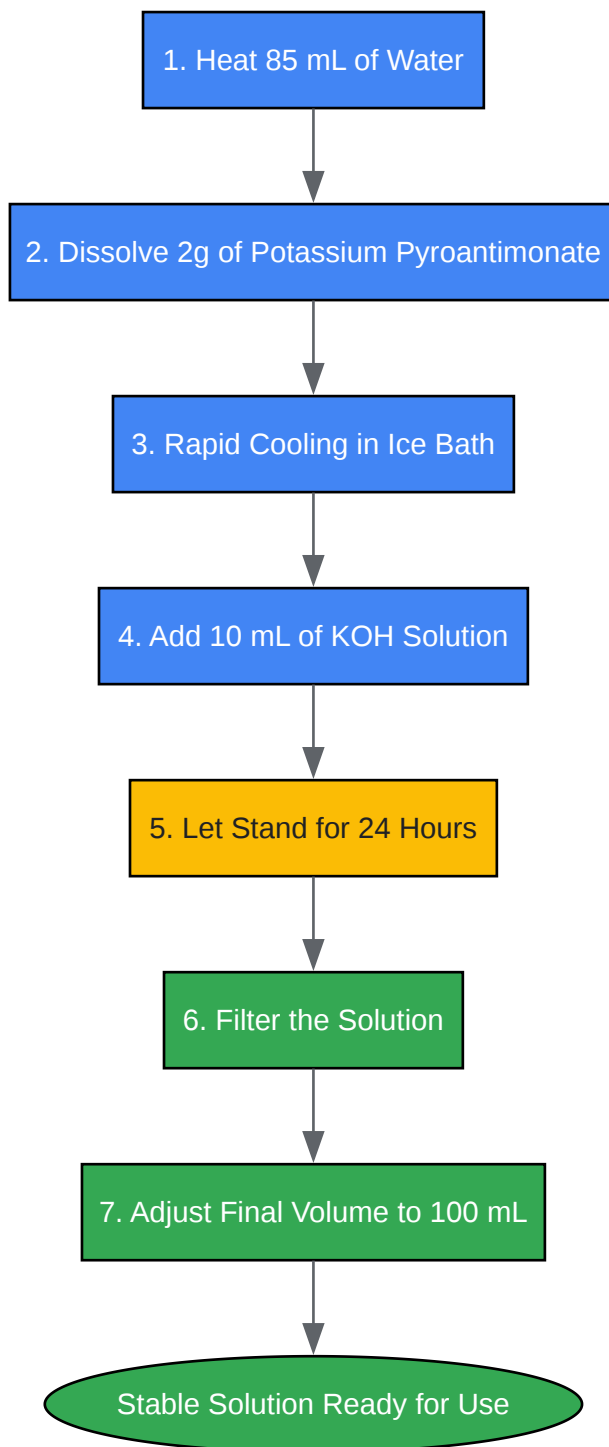 1. Heat 85 mL of Water
2. Dissolve 2g of Potassium Pyroantimonate
3. Rapid Cooling in Ice Bath
4. Add 10 mL of KOH Solution
5. Let Stand for 24 Hours
6. Filter the Solution
7. Adjust Final Volume to 100 mL
Stable Solution Ready for Use